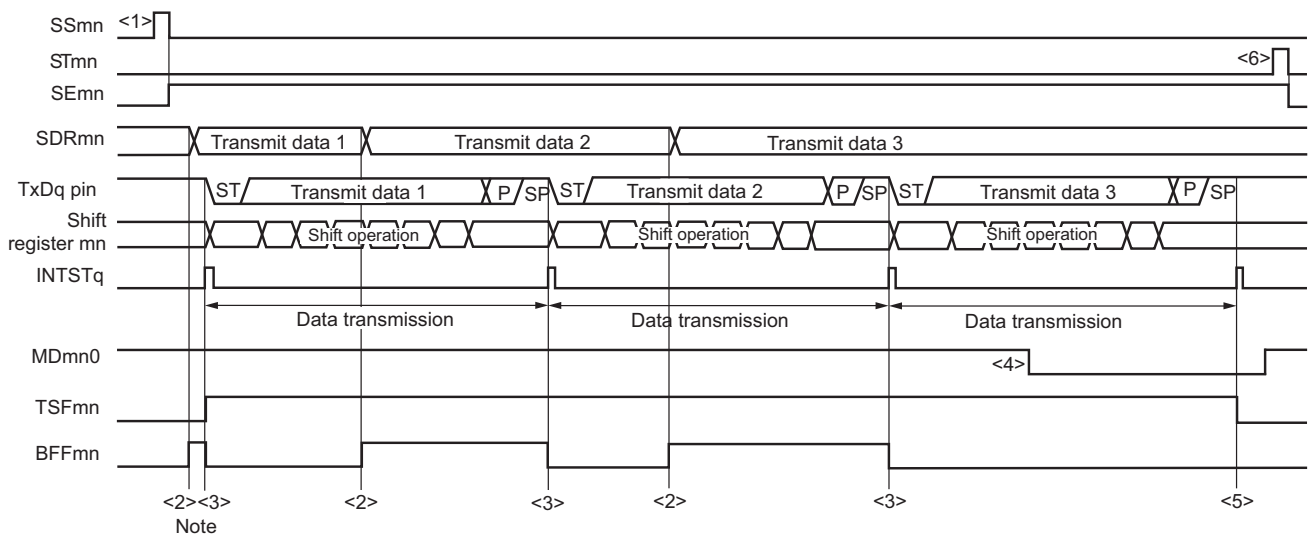 SSmn <1>
STmn <6>
SEmn
SDRmn Transmit data 1 Transmit data 2 Transmit data 3
TxDq pin ST Transmit data 1 P SP ST Transmit data 2 P SP ST Transmit data 3 P SP
Shift
register mn Shift operation Shift operation Shift operation
INTSTq
Data transmission Data transmission Data transmission
MDmn0 <4>
TSFmn
BFFmn
<2> <3> <2> <3> <2> <3> <5>
Note